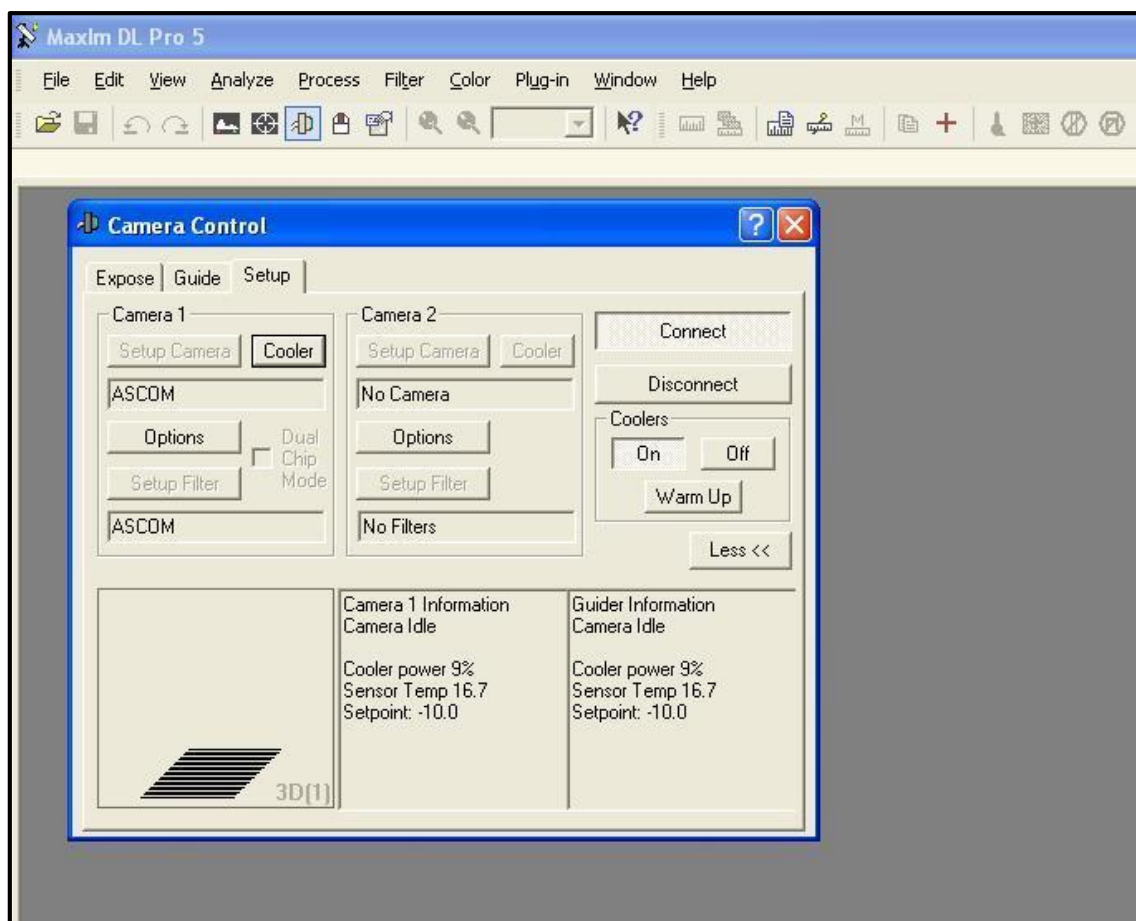 MaxIm DL Pro 5
File Edit View Analyze Process Filter Color Plug-in Window Help
Camera Control
Expose Guide Setup
Camera 1
Setup Camera Cooler
ASCOM
Options
Dual
Chip
Mode
Setup Filter
ASCOM
Camera 2
Setup Camera Cooler
No Camera
Options
Setup Filter
No Filters
Connect
Disconnect
Coolers
On Off
Warm Up
Less <<
3D(1)
Camera 1 Information
Camera Idle
Cooler power 9%
Sensor Temp 16.7
Setpoint: -10.0
Guider Information
Camera Idle
Cooler power 9%
Sensor Temp 16.7
Setpoint: -10.0